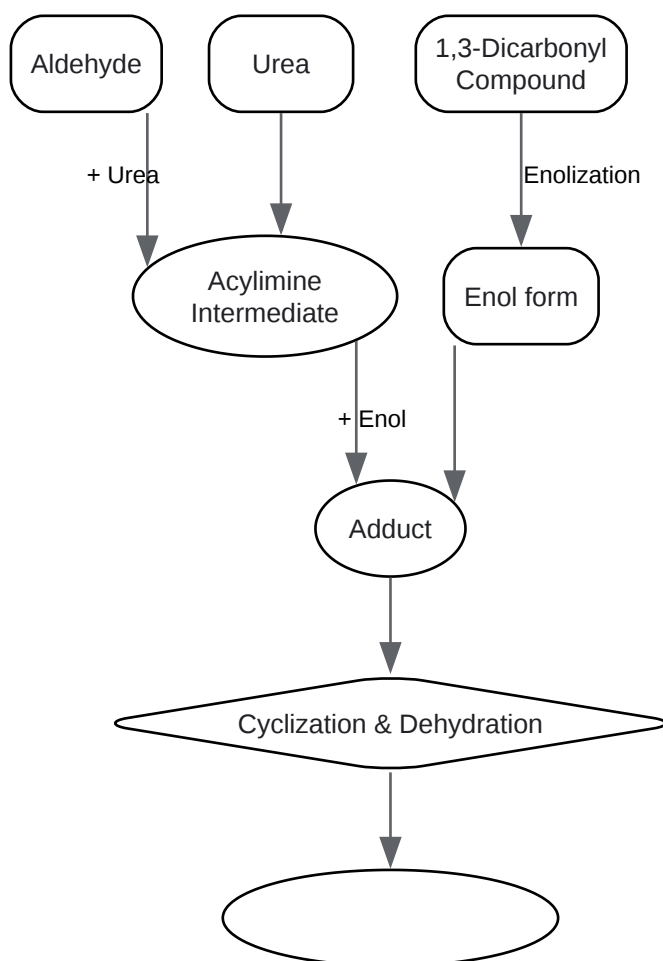 Aldehyde
Urea
1,3-Dicarbonyl
Compound
+ Urea
Enolization
Acylimine
Intermediate
Enol form
+ Enol
Adduct
Cyclization & Dehydration